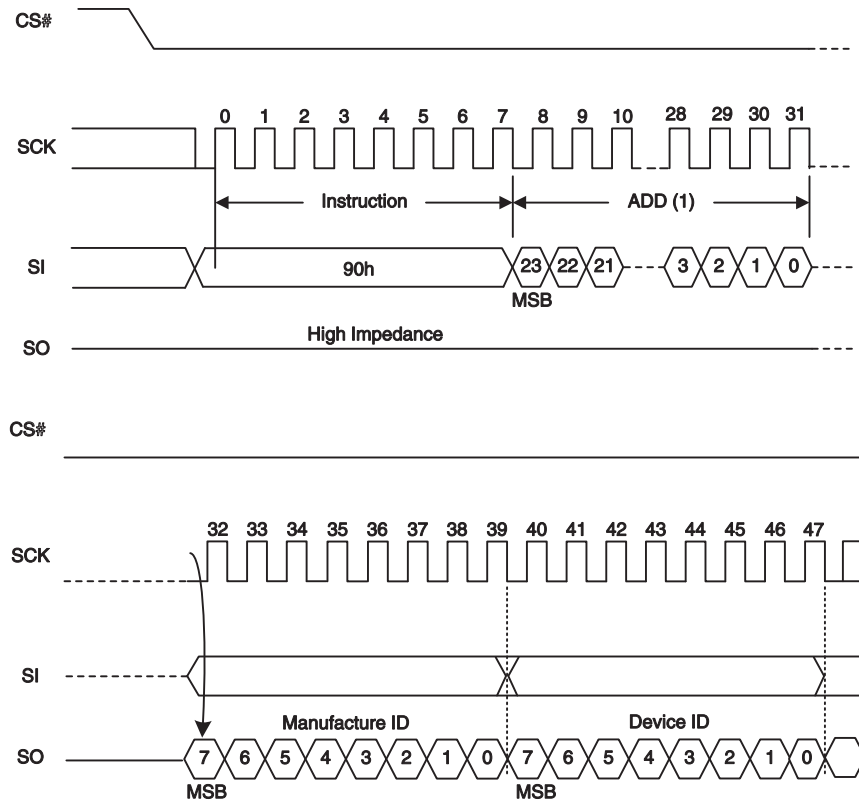 CS#
0 1 2 3 4 5 6 7 8 9 10 28 29 30 31
SCK
Instruction ADD (1)
SI 90h 23 22 21 3 2 1 0
MSB
High Impedance
SO
CS#
32 33 34 35 36 37 38 39 40 41 42 43 44 45 46 47
SCK
SI
Manufacture ID Device ID
SO 7 6 5 4 3 2 1 0 7 6 5 4 3 2 1 0
MSB MSB